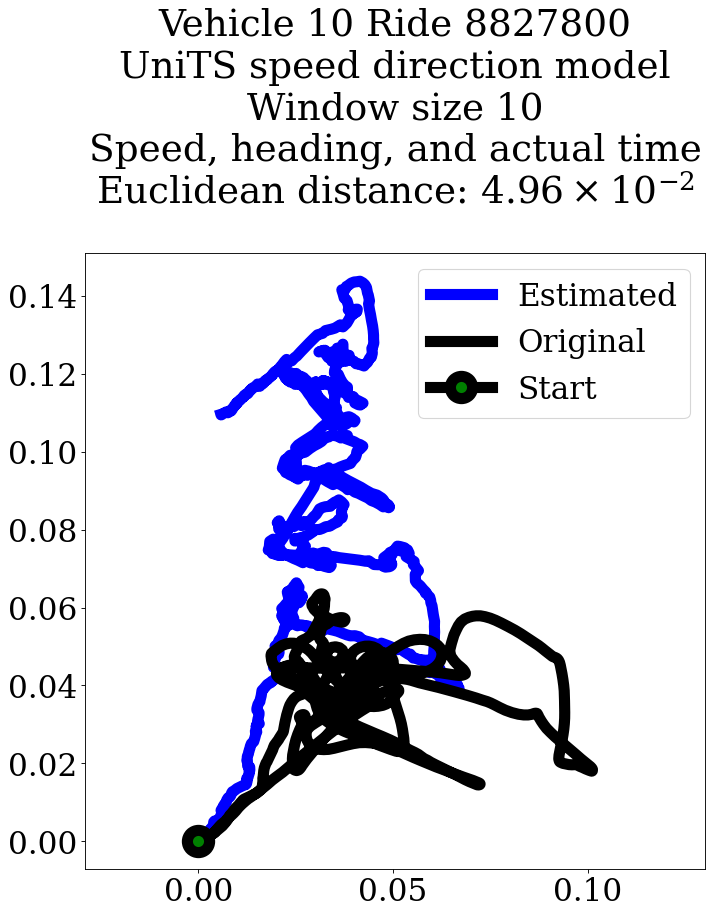 Vehicle 10 Ride 8827800
UniTS speed direction model
Window size 10
Speed, heading, and actual time
Euclidean distance: 4.96 × 10⁻²
Estimated
Original
Start
0.14
0.12
0.10
0.08
0.06
0.04
0.02
0.00
0.00 0.05 0.10